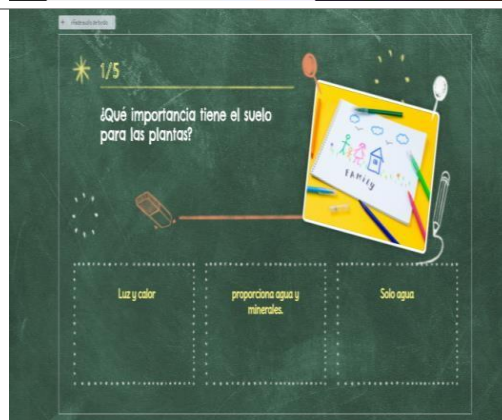 1/5
¿Qué importancia tiene el suelo
para las plantas?
FAMILY
Luz y calor
proporciona agua y
minerales.
Solo agua